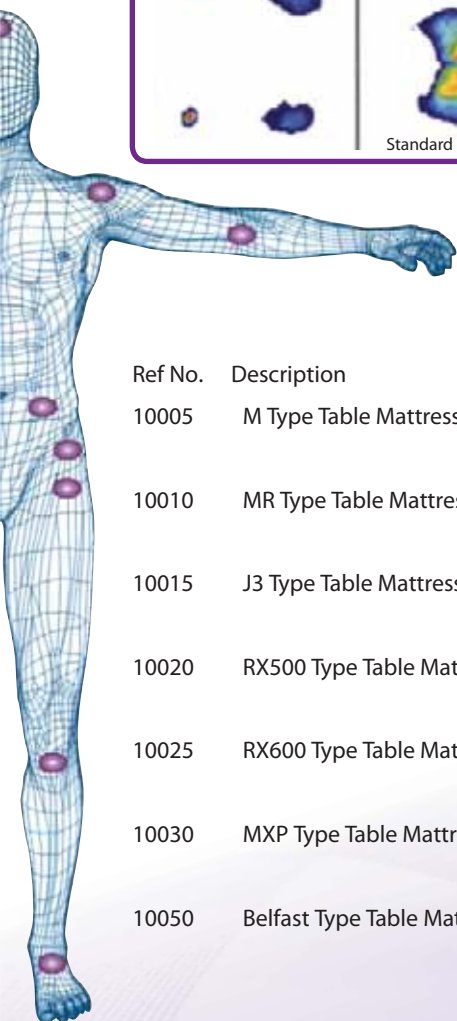 Standard
Ref No. Description
10005 M Type Table Mattress
10010 MR Type Table Mattres
10015 J3 Type Table Mattress
10020 RX500 Type Table Mat
10025 RX600 Type Table Mat
10030 MXP Type Table Mattr
10050 Belfast Type Table Mat